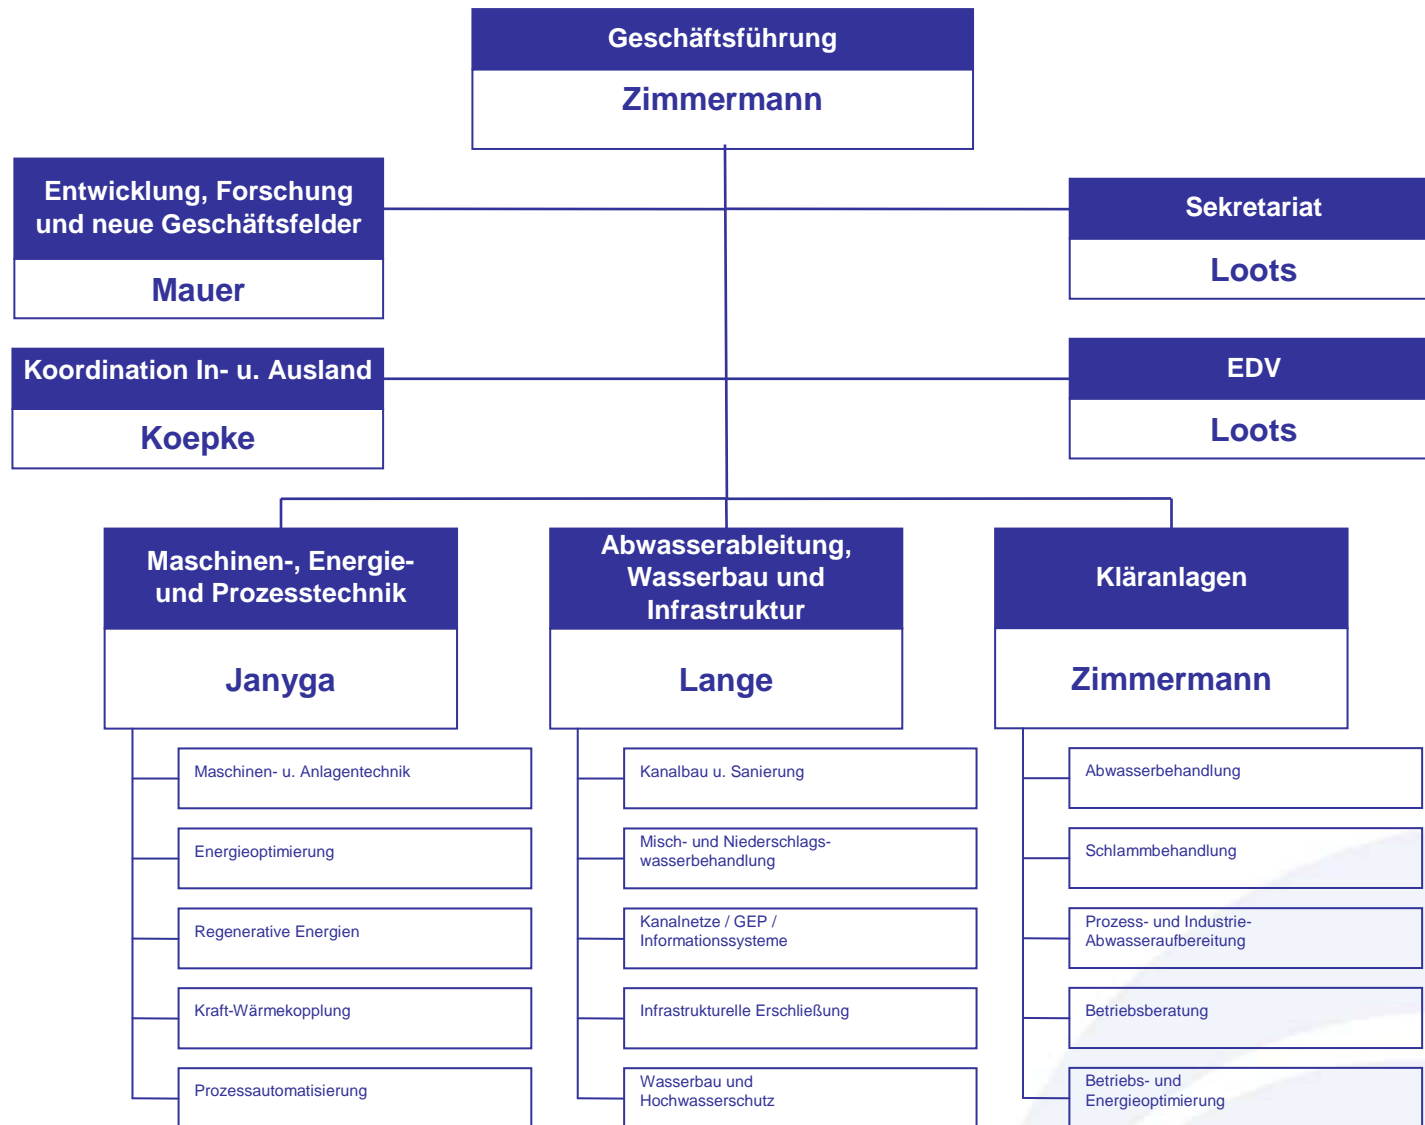 Geschäftsführung
Zimmermann
Entwicklung, Forschung
und neue Geschäftsfelder
Mauer
Sekretariat
Loots
Koordination In- u. Ausland
Koepke
EDV
Loots
Maschinen-, Energie-
und Prozesstechnik
Janyga
Abwasserableitung,
Wasserbau und
Infrastruktur
Lange
Kläranlagen
Zimmermann
Maschinen- u. Anlagentechnik
Energieoptimierung
Regenerative Energien
Kraft-Wärmekopplung
Prozessautomatisierung
Kanalbau u. Sanierung
Misch- und Niederschlags-
wasserbehandlung
Kanalnetze / GEP /
Informationssysteme
Infrastrukturelle Erschließung
Wasserbau und
Hochwasserschutz
Abwasserbehandlung
Schlammbehandlung
Prozess- und Industrie-
Abwasseraufbereitung
Betriebsberatung
Betriebs- und
Energieoptimierung